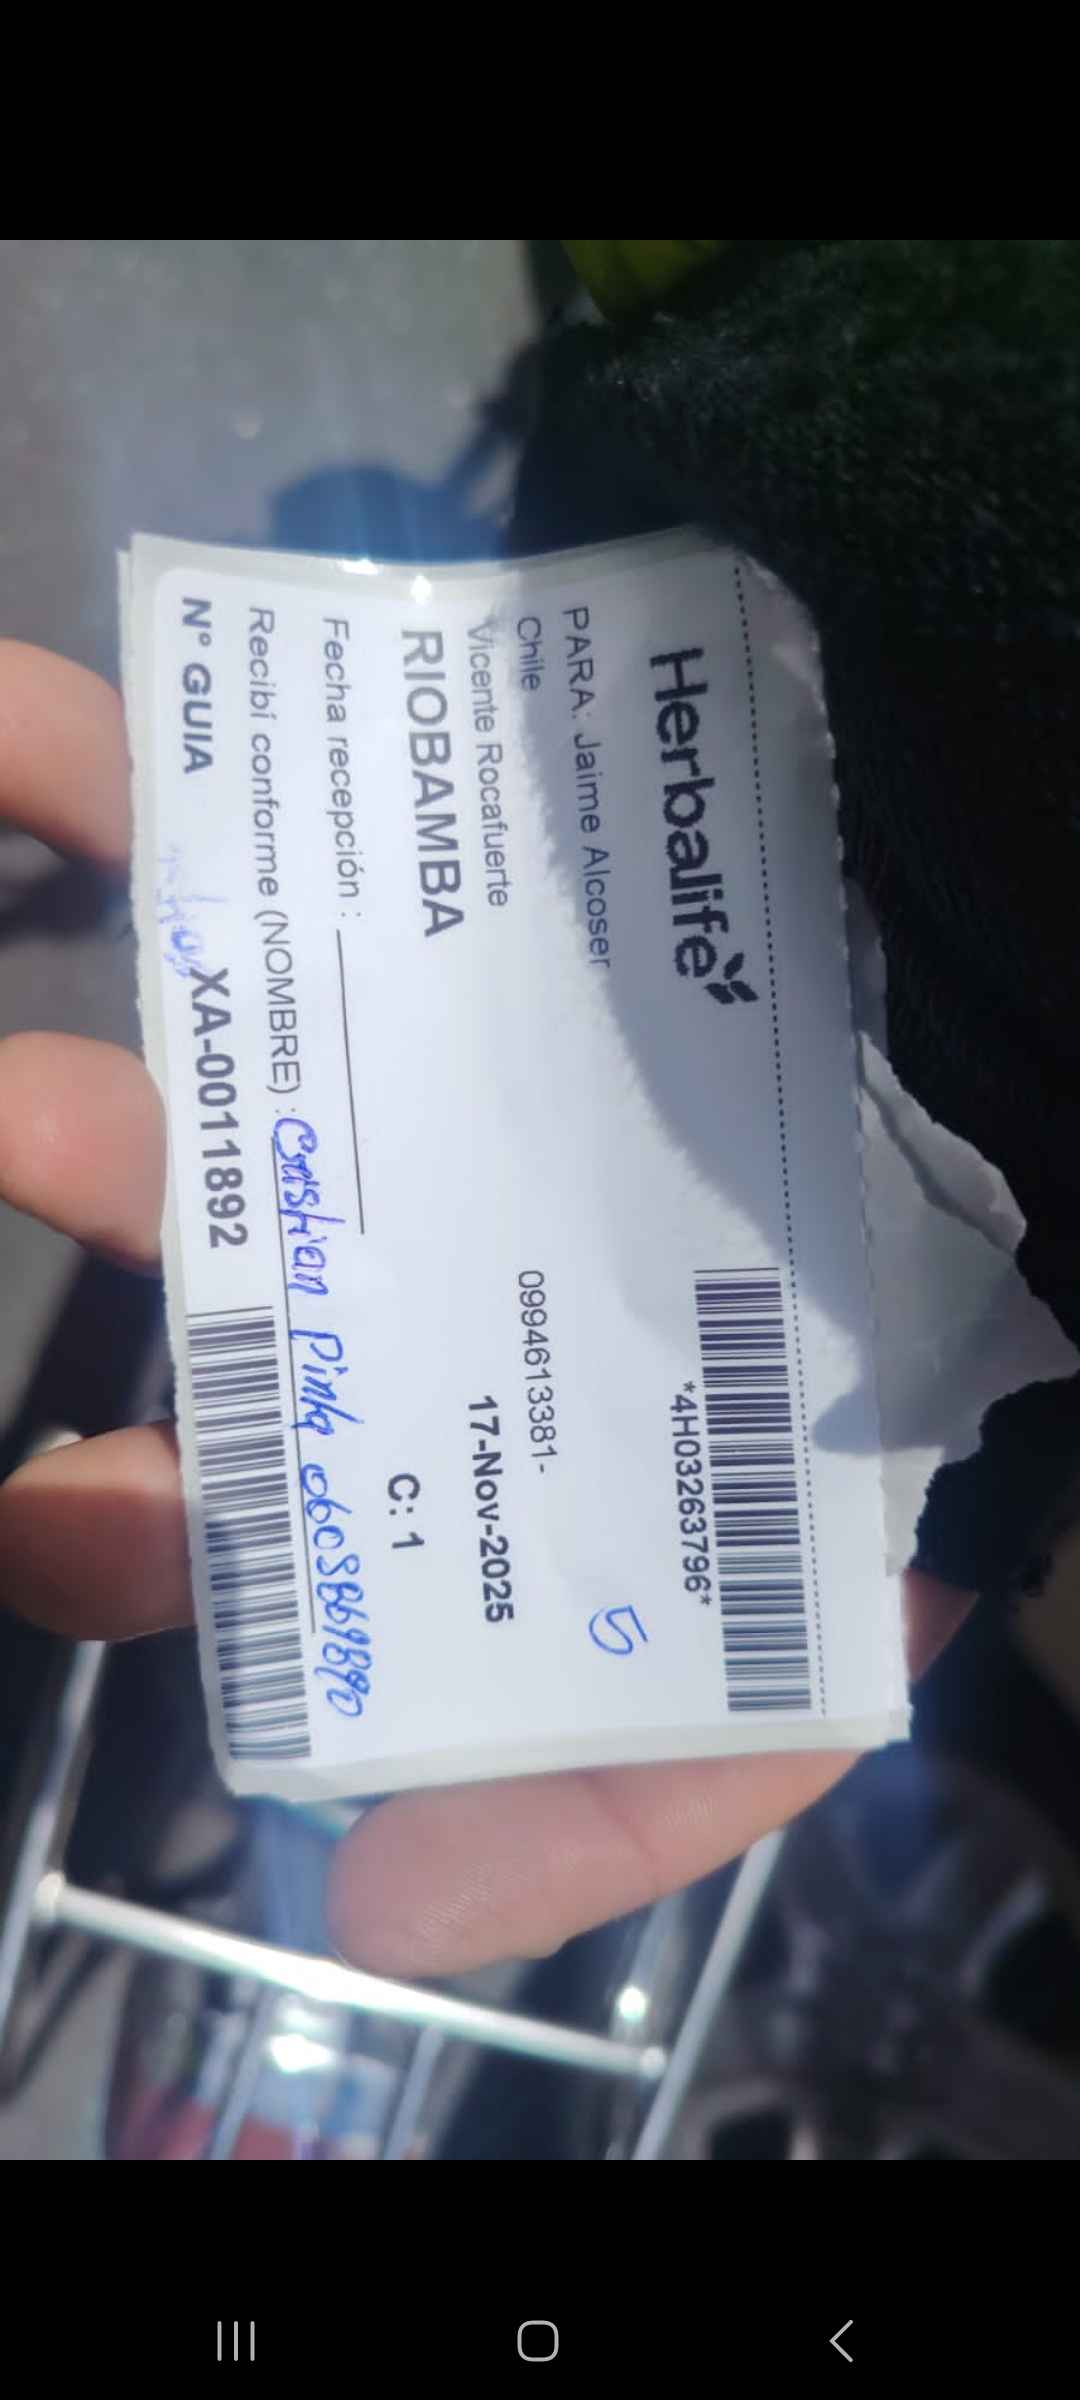 Herbalife
*4H03263796*
PARA: Jaime Alcoser
5
Chile
0994613381-
Vicente Rocafuerte
17-Nov-2025
RIOBAMBA
C: 1
Fecha recepción :
Recibí conforme (NOMBRE) : Cristian Pinta
N° GUIA XA-0011892